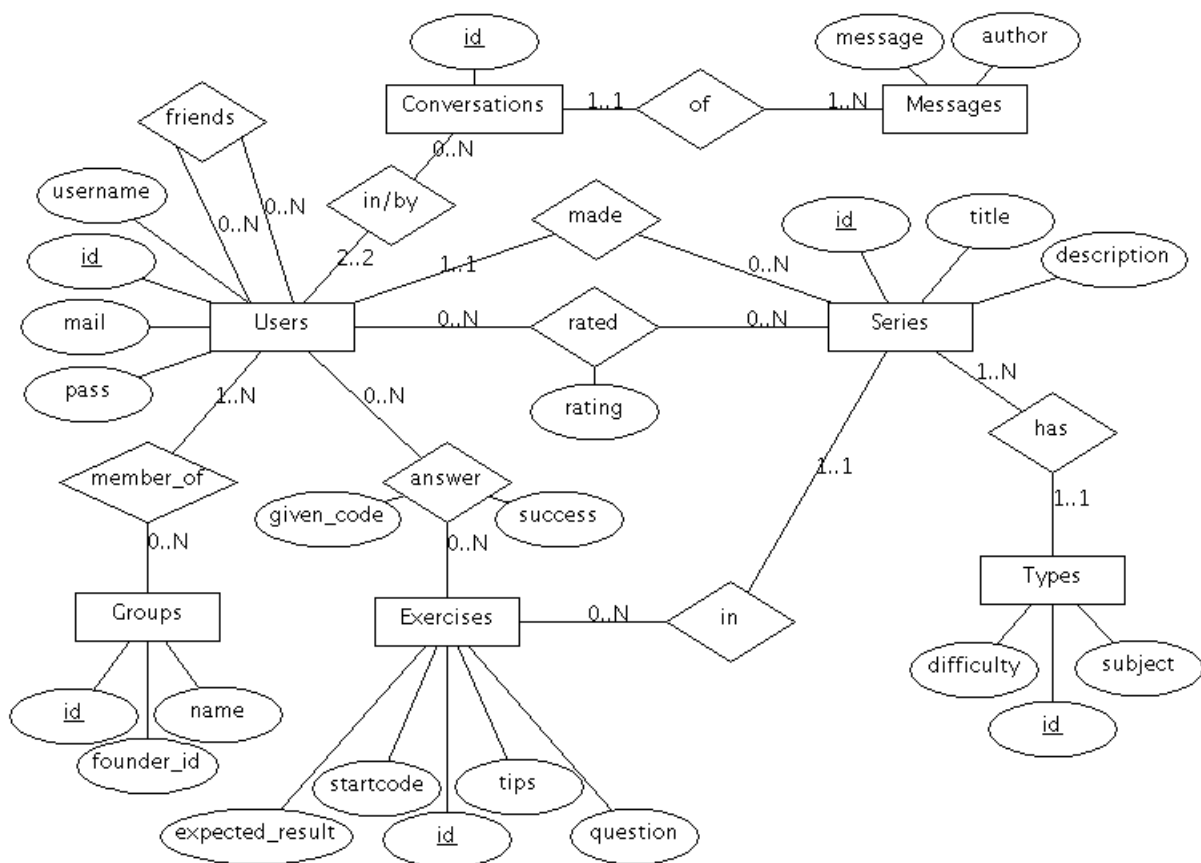 id
message
author
Conversations
1..1
of
1..N
Messages
friends
0..N
username
in/by
made
0..N
0..N
id
title
id
2..2
1..1
0..N
description
mail
Users
0..N
rated
0..N
Series
pass
1..N
0..N
rating
1..N
has
member_of
answer
1..1
given_code
success
1..1
0..N
0..N
Types
Groups
Exercises
0..N
in
difficulty
subject
id
name
id
founder_id
startcode
tips
expected_result
id
question